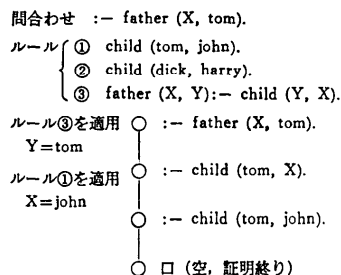 問合わせ :- father (X, tom).
ルール ① child (tom, john).
② child (dick, harry).
③ father (X, Y):- child (Y, X).
ルール③を適用 :- father (X, tom).
Y=tom
:- child (tom, X).
ルール①を適用
X=john
:- child (tom, john).
□ (空, 証明終り)